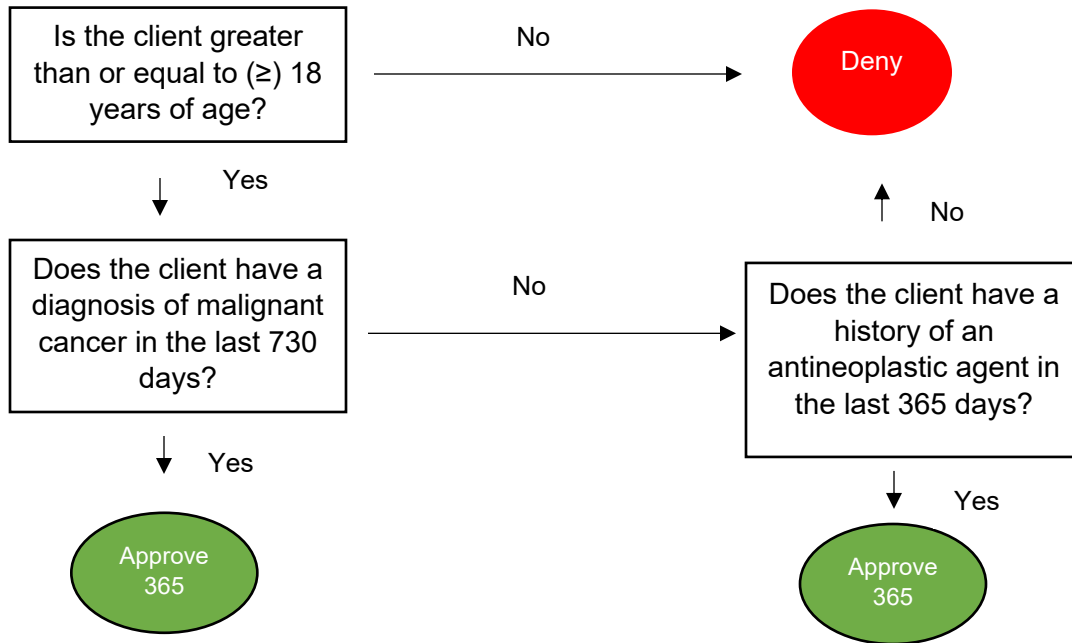 Is the client greater
than or equal to (≥) 18
years of age?
No
Deny
Yes
No
Does the client have a
diagnosis of malignant
cancer in the last 730
days?
No
Does the client have a
history of an
antineoplastic agent in
the last 365 days?
Yes
Yes
Approve
365
Approve
365